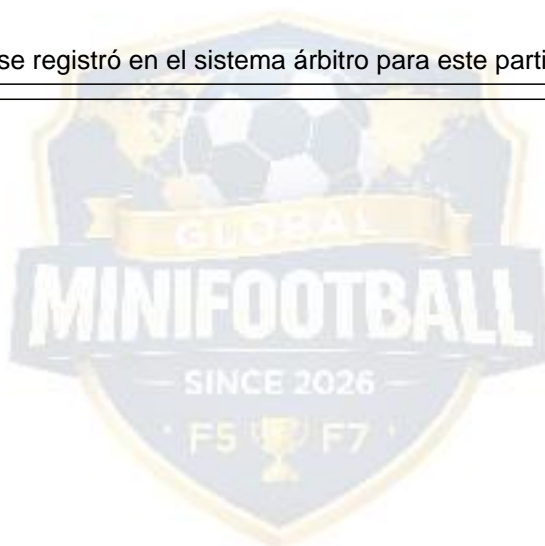 se registró en el sistema árbitro para este parti
GLOBAL
MINIFOOTBALL
SINCE 2026
F5 F7